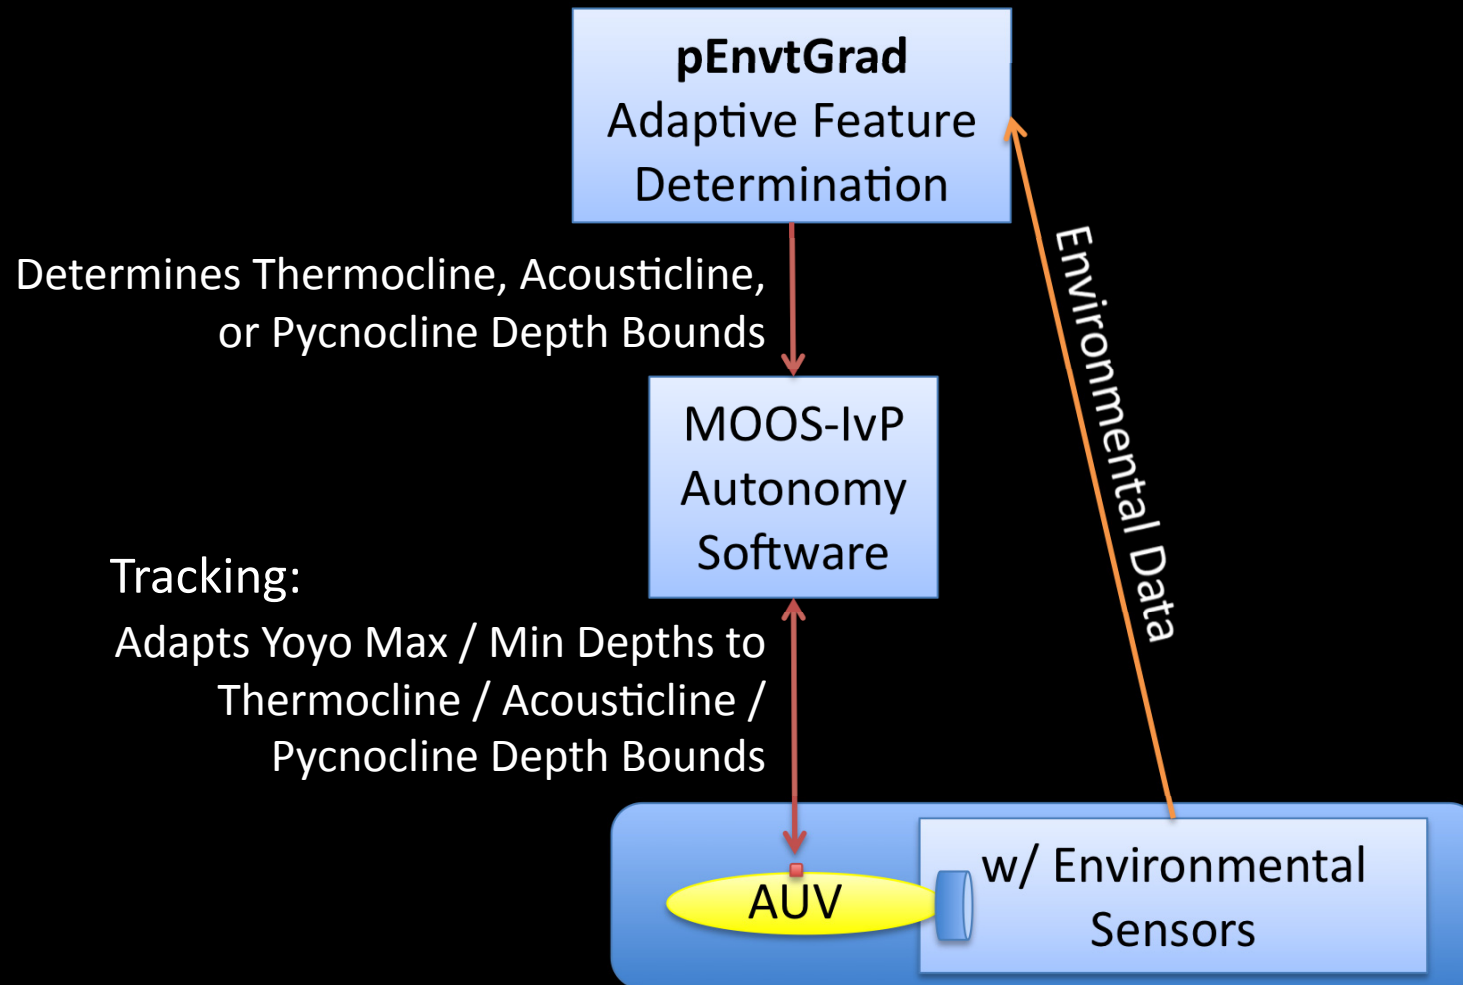 pEnvtGrad
Adaptive Feature
Determination
Determines Thermocline, Acousticline,
or Pycnocline Depth Bounds
Environmental Data
MOOS-IvP
Autonomy
Software
Tracking:
Adapts Yoyo Max / Min Depths to
Thermocline / Acousticline /
Pycnocline Depth Bounds
AUV
w/ Environmental
Sensors